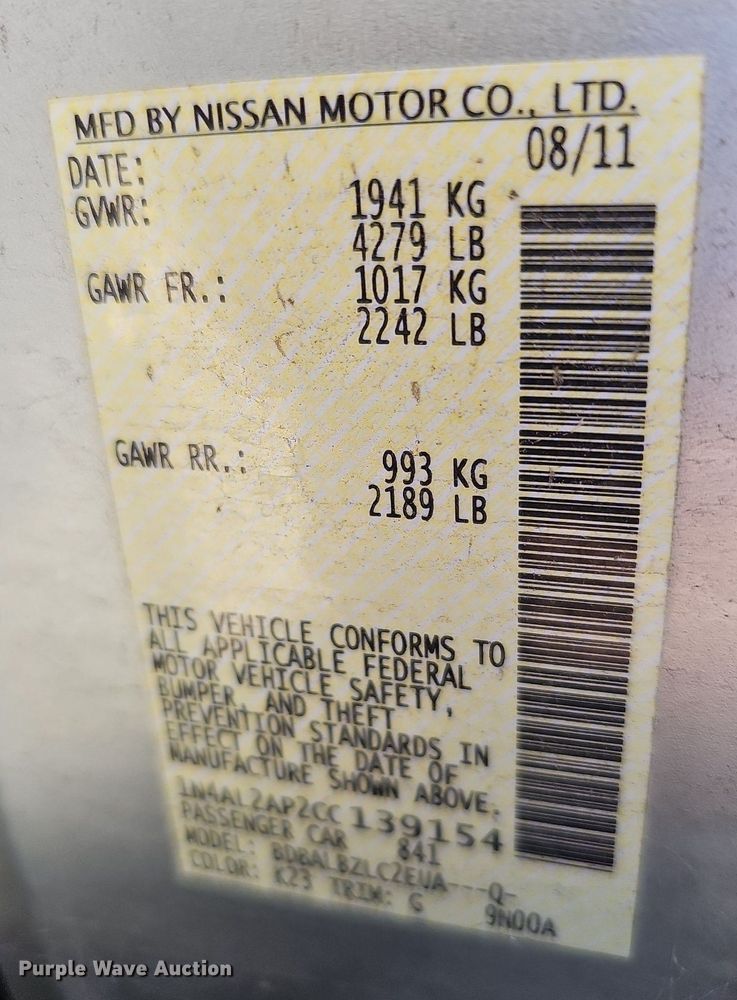 MFD BY NISSAN MOTOR CO., LTD.
DATE: 08/11
GVWR: 1941 KG
4279 LB
GAWR FR.: 1017 KG
2242 LB
GAWR RR.: 993 KG
2189 LB
THIS VEHICLE CONFORMS TO
ALL APPLICABLE FEDERAL
MOTOR VEHICLE SAFETY,
BUMPER, AND THEFT
PREVENTION STANDARDS IN
EFFECT ON THE DATE OF
MANUFACTURE SHOWN ABOVE.
1N4AL2AP2CC139154
PASSENGER CAR 841
MODEL: BDBALBZLC2EUA---Q-
COLOR: K23 TRIM: G 9N00A
Purple Wave Auction